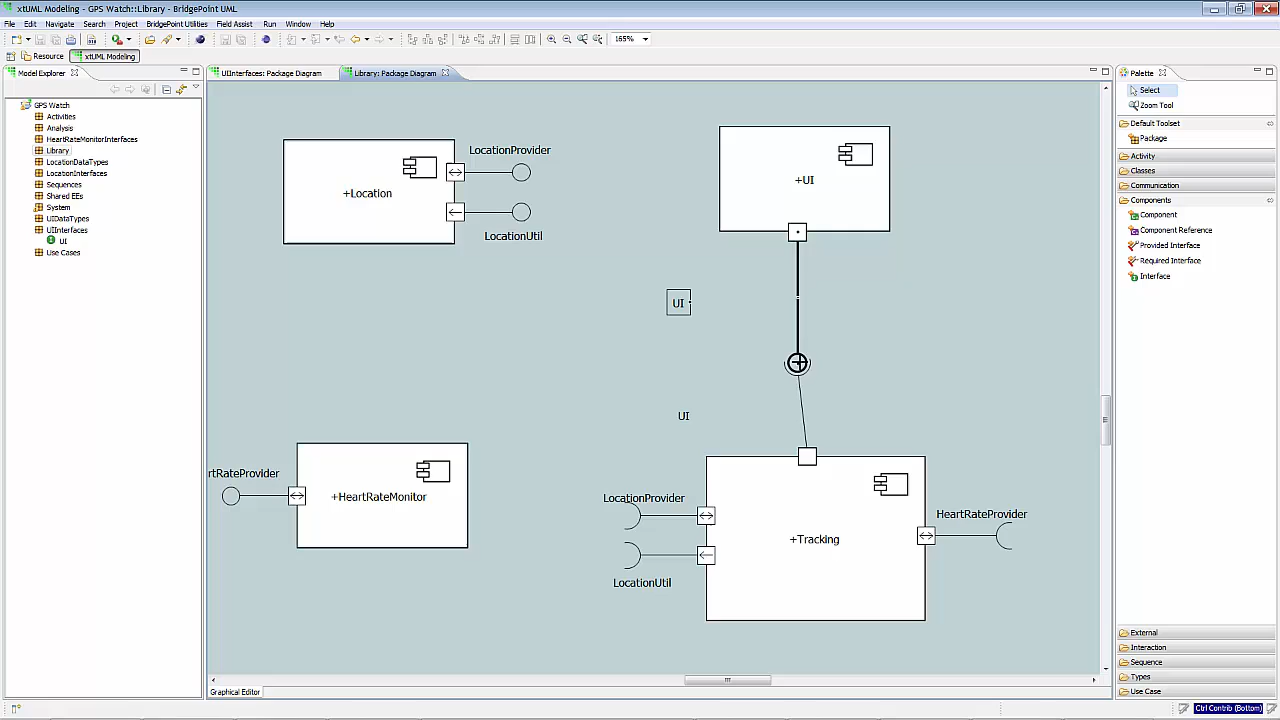 xtUML Modeling - GPS Watch::Library - BridgePoint UML
File Edit Navigate Search Project BridgePoint Utilities Field Assist Run Window Help
165%
Resource xtUML Modeling
Model Explorer
UIInterfaces: Package Diagram
Library: Package Diagram
Palette
GPS Watch
Activities
Analysis
HeartRateMonitorInterfaces
Library
LocationDataTypes
LocationInterfaces
Sequences
Shared EEs
System
UIDataTypes
UIInterfaces
UI
Use Cases
LocationProvider
+Location
LocationUtil
+UI
UI
UI
rtRateProvider
+HeartRateMonitor
LocationProvider
+Tracking
LocationUtil
HeartRateProvider
Select
Zoom Tool
Default Toolset
Package
Activity
Classes
Communication
Components
Component
Component Reference
Provided Interface
Required Interface
Interface
External
Interaction
Sequence
Types
Use Case
Graphical Editor
Ctrl Contrib (Bottom)